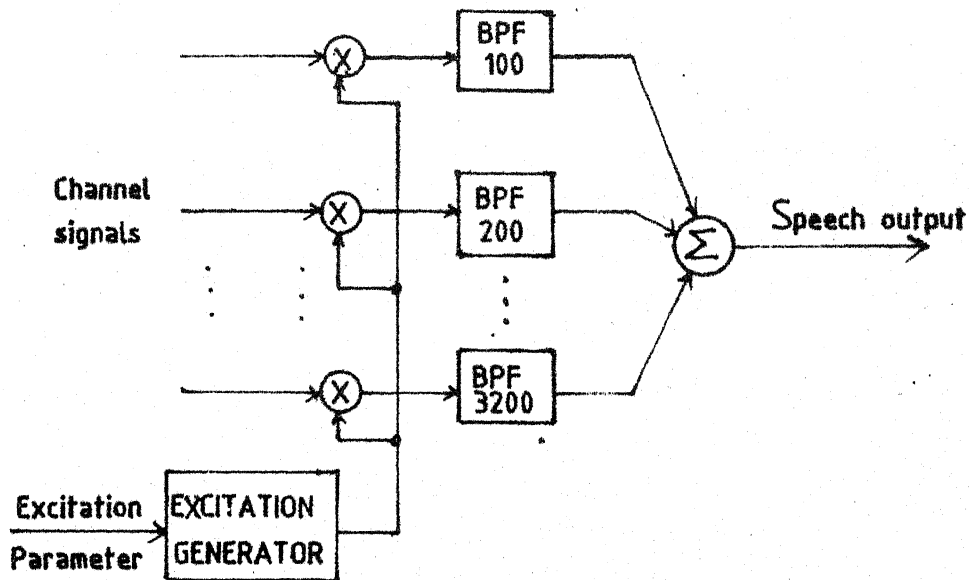 BPF
100
X
Channel
signals
X
BPF
200
Σ
Speech output
X
BPF
3200
Excitation
Parameter
EXCITATION
GENERATOR